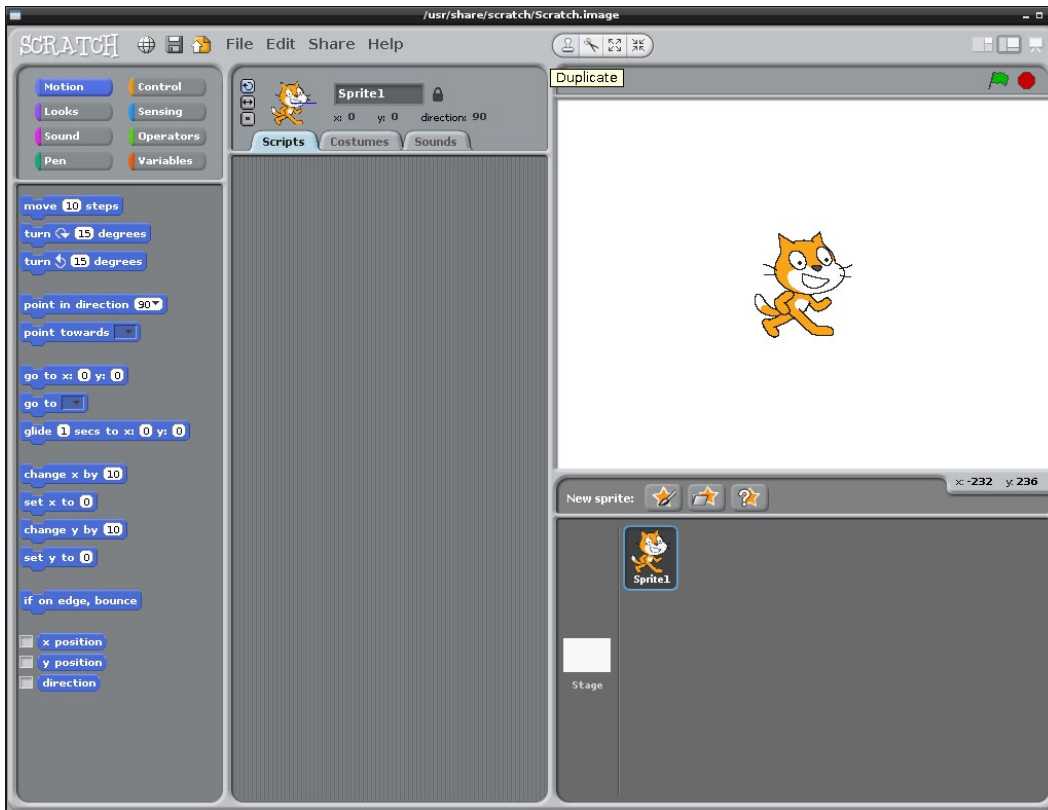 /usr/share/scratch/Scratch.image
SCRATCH File Edit Share Help
Duplicate
Motion Control
Looks Sensing
Sound Operators
Pen Variables
Sprite1
x: 0 y: 0 direction: 90
Scripts Costumes Sounds
move 10 steps
turn 15 degrees
turn 15 degrees
point in direction 90
point towards
go to x: 0 y: 0
go to
glide 1 secs to x: 0 y: 0
change x by 10
set x to 0
change y by 10
set y to 0
if on edge, bounce
x position
y position
direction
x: -232 y: 236
New sprite:
Sprite1
Stage